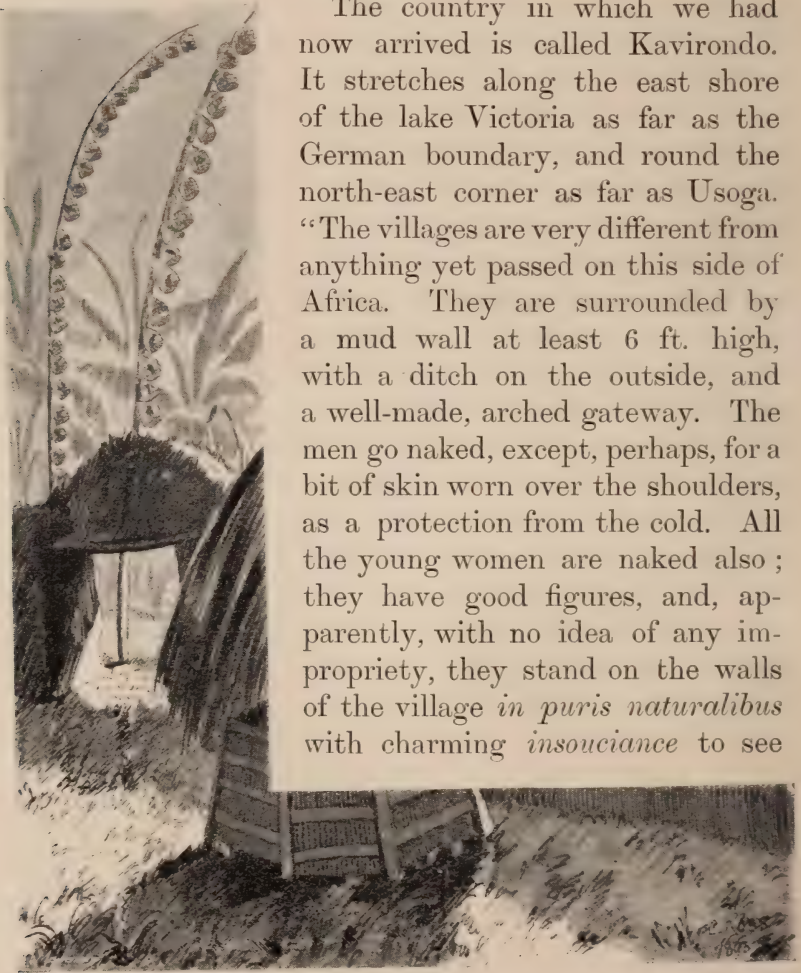 The country in which we had
now arrived is called Kavirondo.
It stretches along the east shore
of the lake Victoria as far as the
German boundary, and round the
north-east corner as far as Usoga.
“The villages are very different from
anything yet passed on this side of
Africa. They are surrounded by
a mud wall at least 6 ft. high,
with a ditch on the outside, and
a well-made, arched gateway. The
men go naked, except, perhaps, for a
bit of skin worn over the shoulders,
as a protection from the cold. All
the young women are naked also ;
they have good figures, and, ap-
parently, with no idea of any im-
propriety, they stand on the walls
of the village in puris naturalibus
with charming insouciance to see